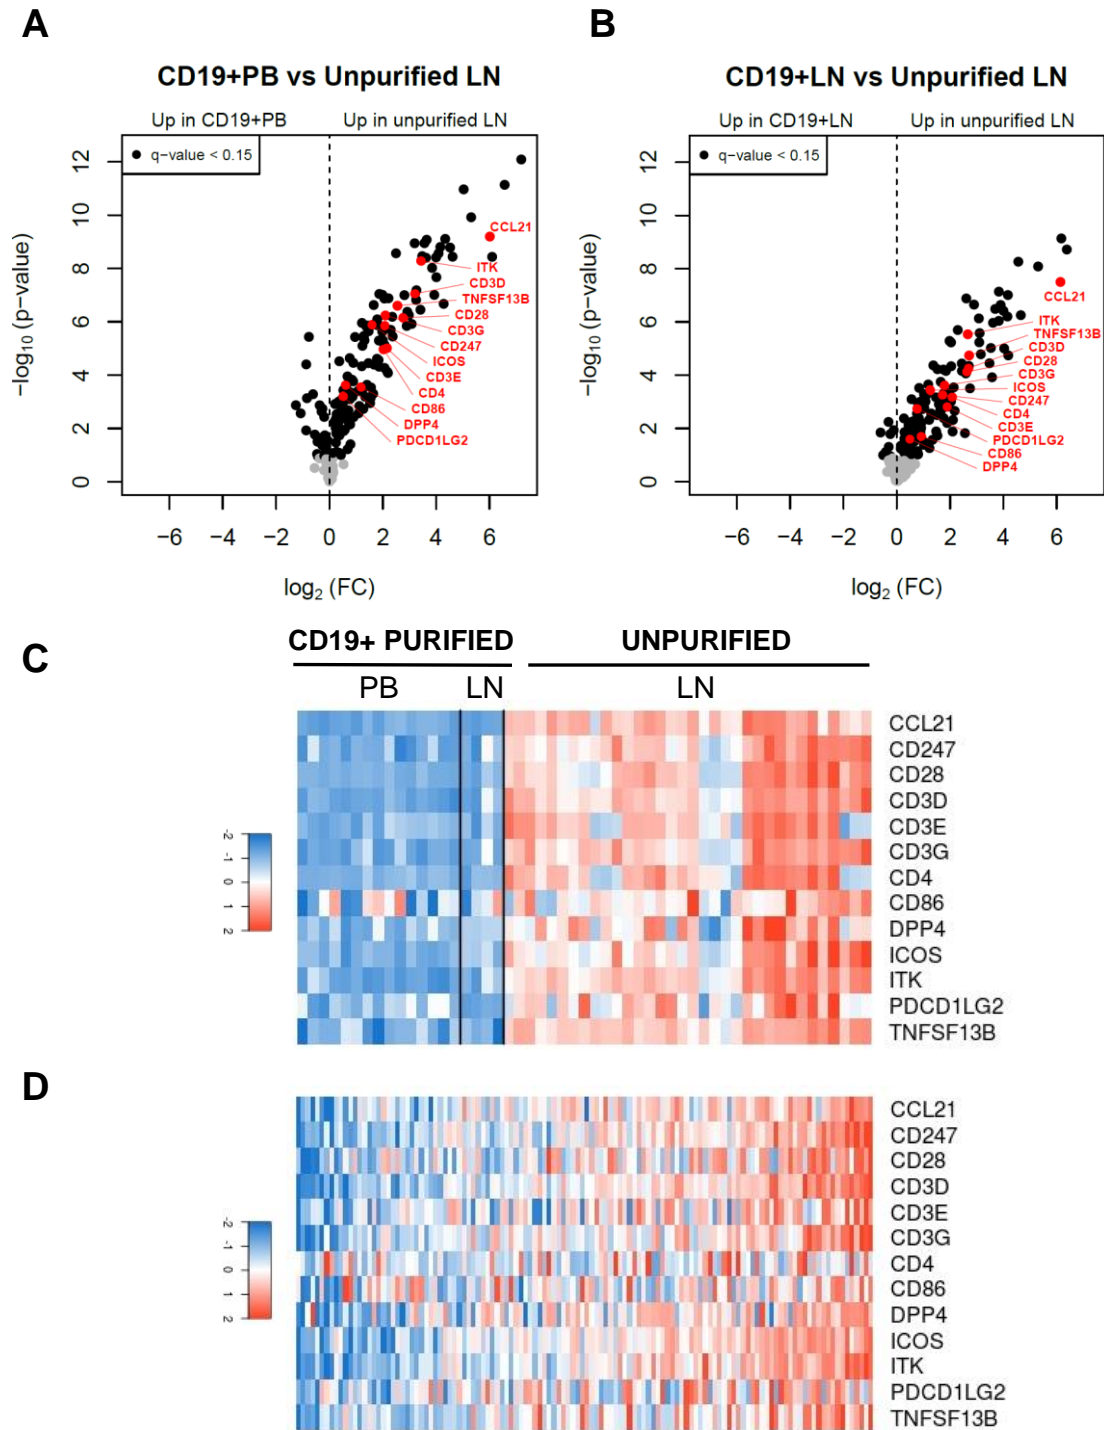 A
B
CD19+PB vs Unpurified LN
CD19+LN vs Unpurified LN
Up in CD19+PB
Up in unpurified LN
q-value < 0.15
12
10
8
6
4
2
0
−log10 (p−value)
CCL21
ITK
CD3D
TNFSF13B
CD28
CD3G
CD247
ICOS
CD3E
CD4
CD86
DPP4
PDCD1LG2
−6 −4 −2 0 2 4 6
log2 (FC)
Up in CD19+LN
Up in unpurified LN
q-value < 0.15
12
10
8
6
4
2
0
−log10 (p−value)
CCL21
ITK
TNFSF13B
CD3D
CD28
CD3G
ICOS
CD247
CD4
CD3E
PDCD1LG2
CD86
DPP4
−6 −4 −2 0 2 4 6
log2 (FC)
C
CD19+ PURIFIED
UNPURIFIED
PB
LN
LN
-2
-1
0
1
2
CCL21
CD247
CD28
CD3D
CD3E
CD3G
CD4
CD86
DPP4
ICOS
ITK
PDCD1LG2
TNFSF13B
D
-2
-1
0
1
2
CCL21
CD247
CD28
CD3D
CD3E
CD3G
CD4
CD86
DPP4
ICOS
ITK
PDCD1LG2
TNFSF13B